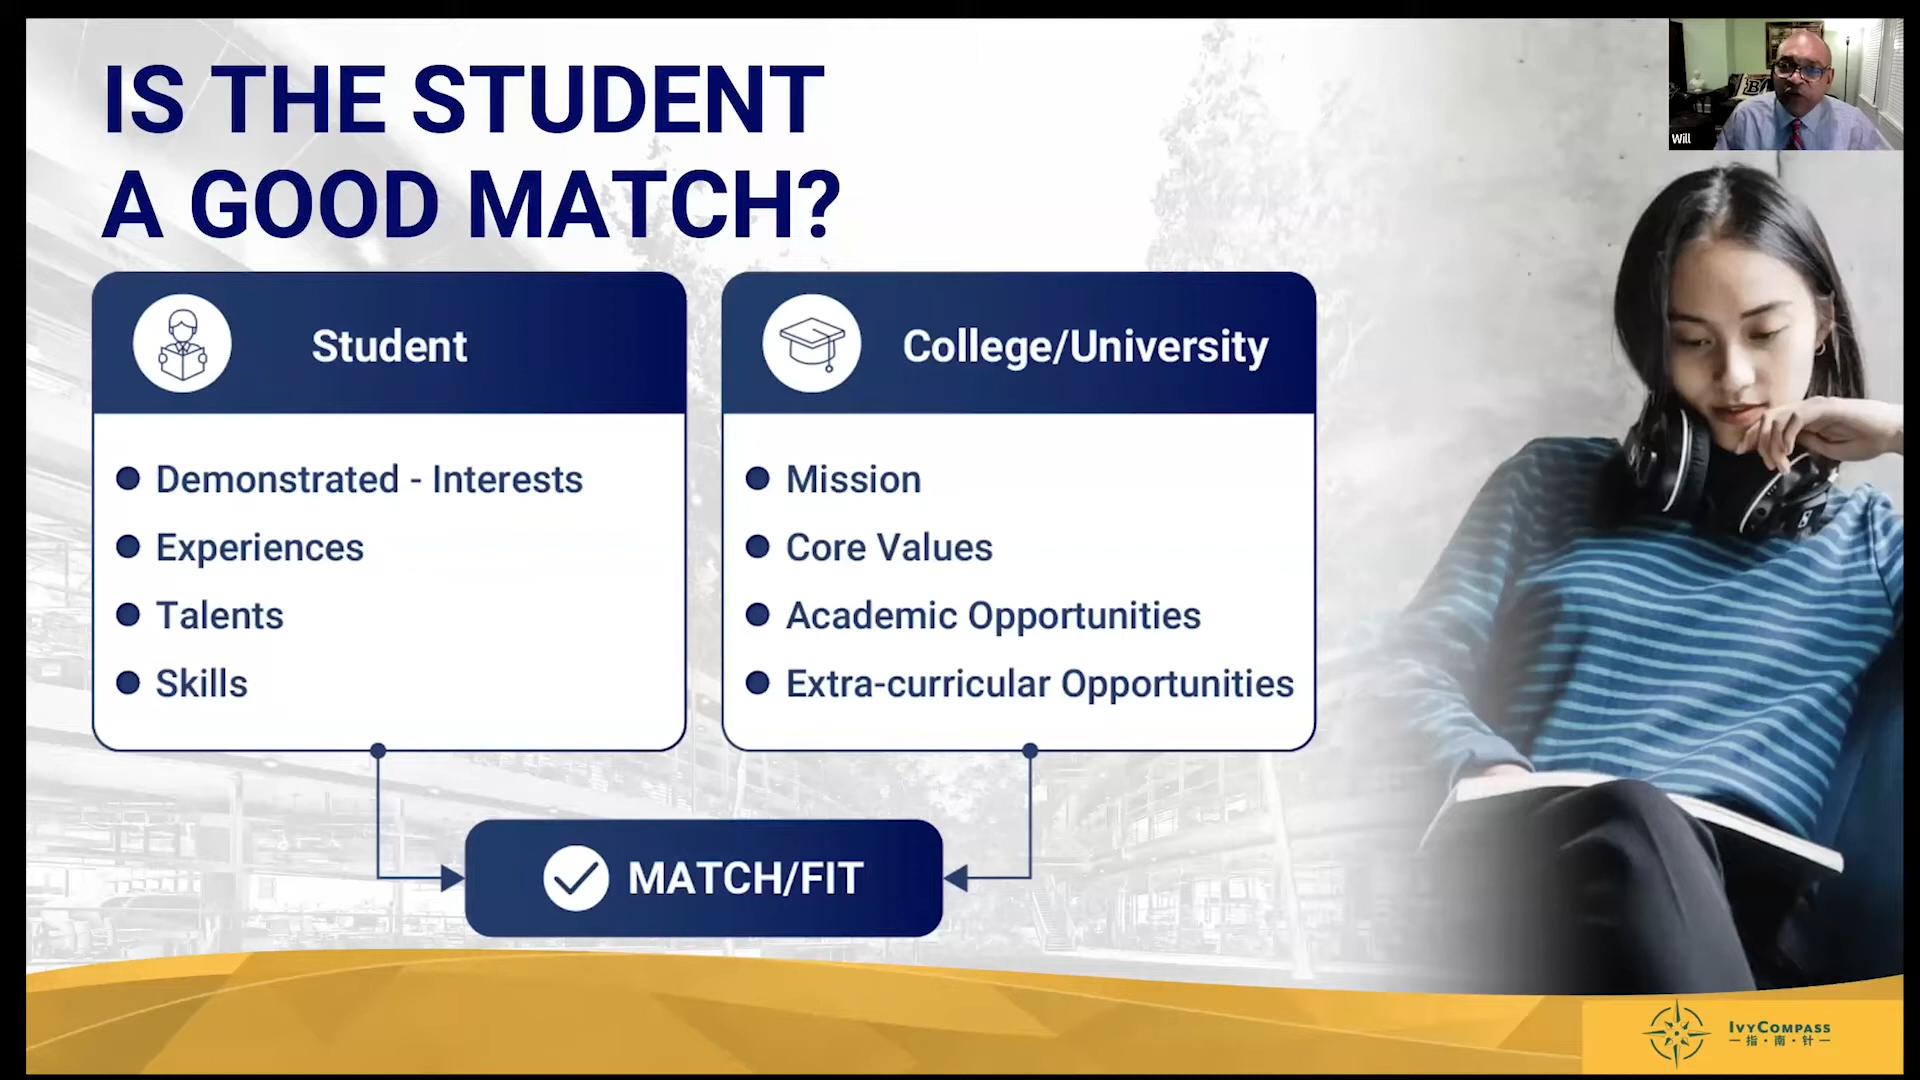 IS THE STUDENT
A GOOD MATCH?
Will
Student
Demonstrated - Interests
Experiences
Talents
Skills
College/University
Mission
Core Values
Academic Opportunities
Extra-curricular Opportunities
MATCH/FIT
IVYCOMPASS
指·南·针